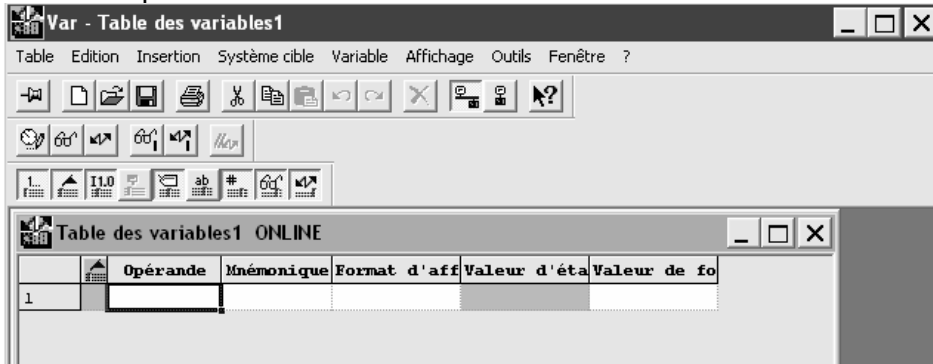 Var - Table des variables1
Table Edition Insertion Système cible Variable Affichage Outils Fenêtre ?
Table des variables1 ONLINE
Opérande Mnémonique Format d'aff Valeur d'éta Valeur de fo
1